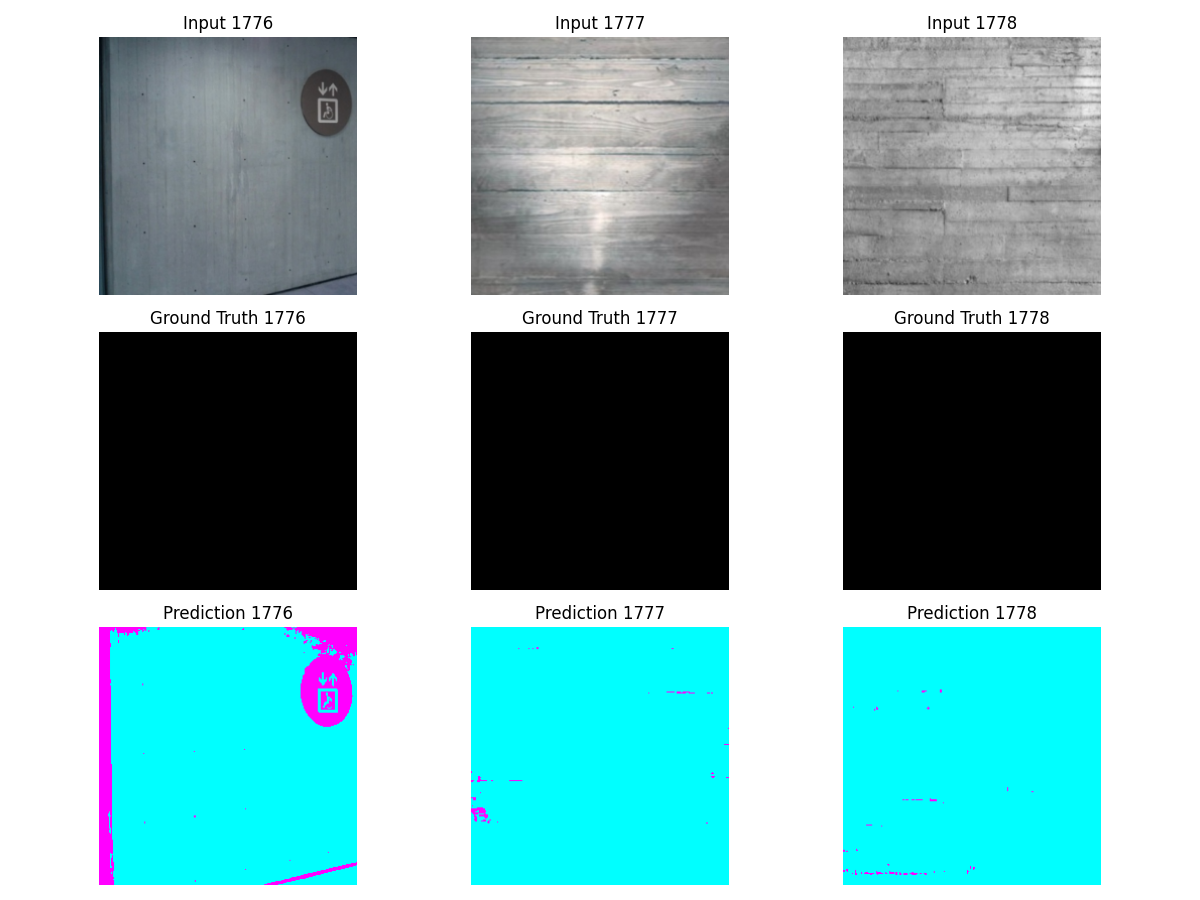 Input 1776
Input 1777
Input 1778
Ground Truth 1776
Ground Truth 1777
Ground Truth 1778
Prediction 1776
Prediction 1777
Prediction 1778